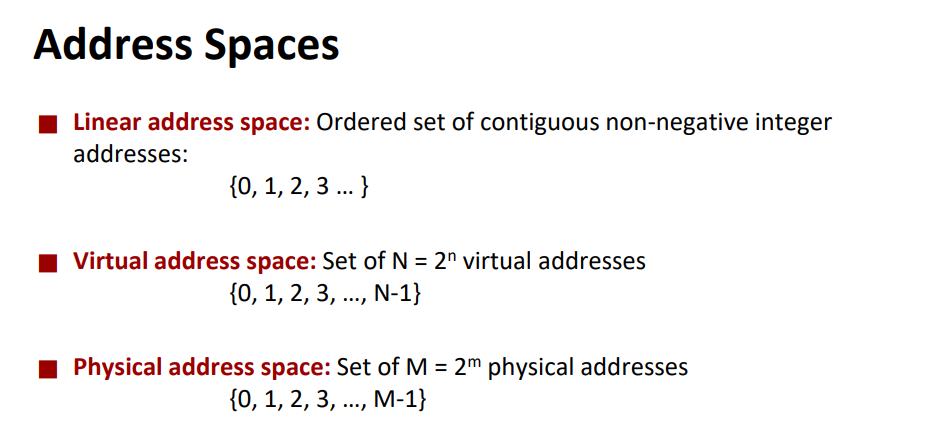 Address Spaces
Linear address space: Ordered set of contiguous non-negative integer
addresses:
{0, 1, 2, 3 … }
Virtual address space: Set of N = 2ⁿ virtual addresses
{0, 1, 2, 3, …, N-1}
Physical address space: Set of M = 2ᵐ physical addresses
{0, 1, 2, 3, …, M-1}